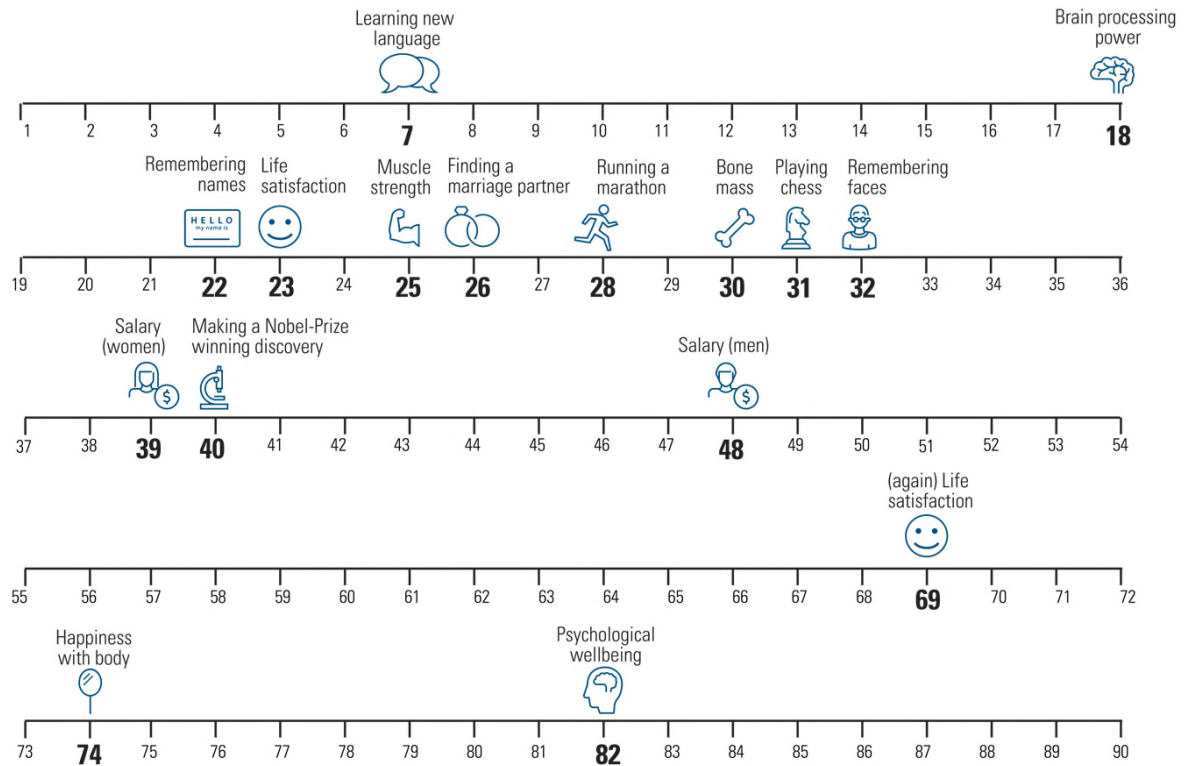 Learning new
language
Brain processing
power
1 2 3 4 5 6 7 8 9 10 11 12 13 14 15 16 17 18
Remembering
names
HELLO
my name is
Life
satisfaction
Muscle
strength
Finding a
marriage partner
Running a
marathon
Bone
mass
Playing
chess
Remembering
faces
19 20 21 22 23 24 25 26 27 28 29 30 31 32 33 34 35 36
Salary
(women)
$
Making a Nobel-Prize
winning discovery
Salary (men)
$
37 38 39 40 41 42 43 44 45 46 47 48 49 50 51 52 53 54
(again) Life
satisfaction
55 56 57 58 59 60 61 62 63 64 65 66 67 68 69 70 71 72
Happiness
with body
Psychological
wellbeing
73 74 75 76 77 78 79 80 81 82 83 84 85 86 87 88 89 90